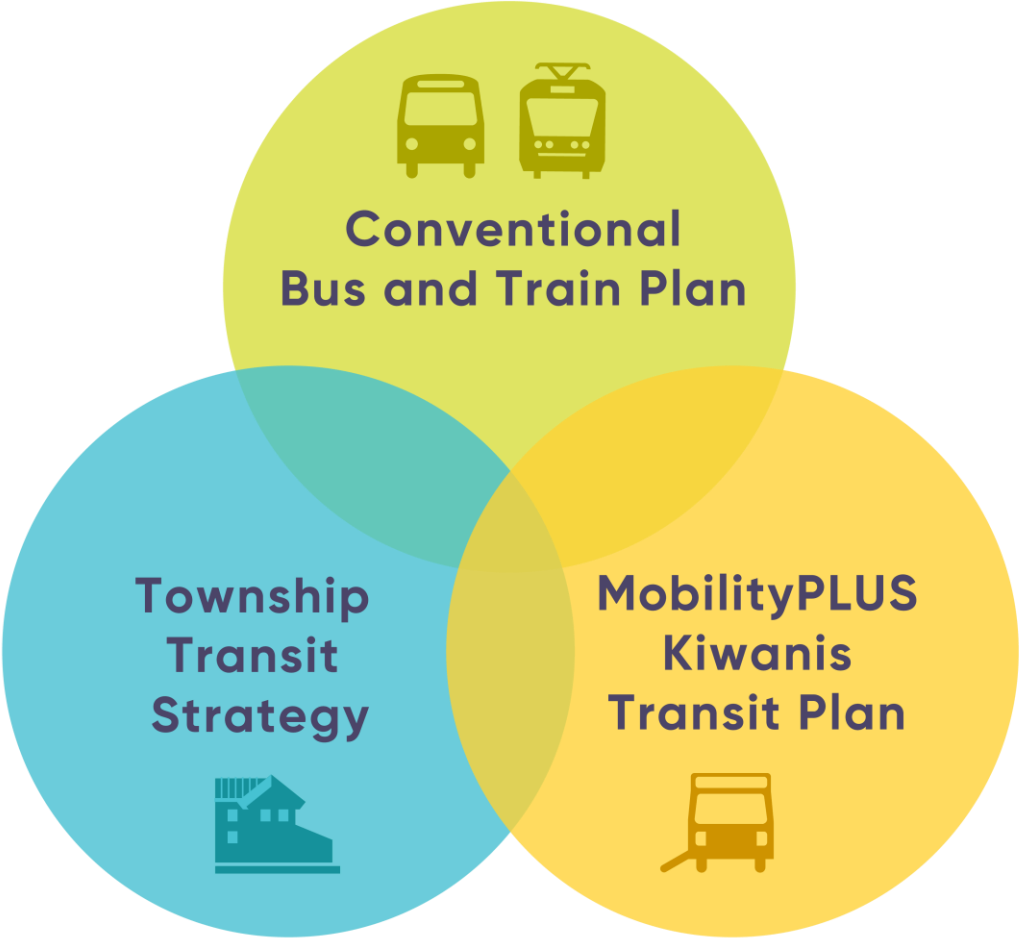 Conventional
Bus and Train Plan
Township
Transit
Strategy
MobilityPLUS
Kiwanis
Transit Plan